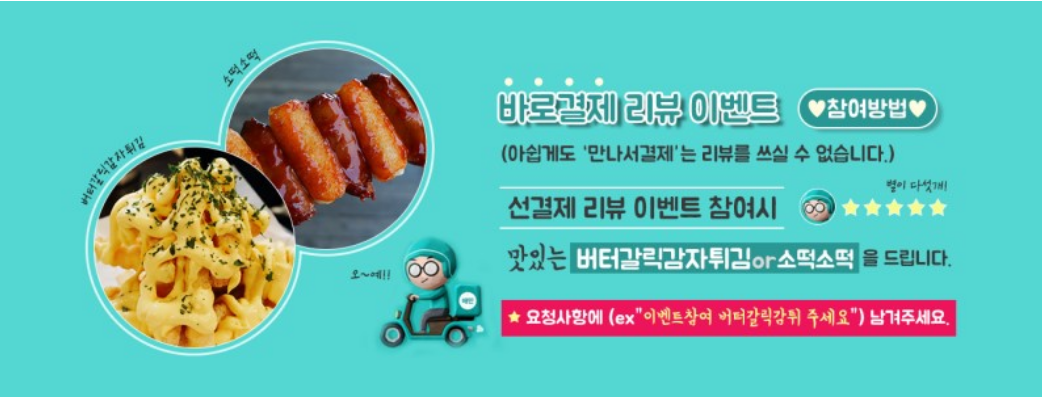 소떡소떡
버터갈릭감자튀김
바로결제 리뷰 이벤트 ♥참여방법♥
(아쉽게도 '만나서결제'는 리뷰를 쓰실 수 없습니다.)
별이 다섯개!
선결제 리뷰 이벤트 참여시
맛있는 버터갈릭감자튀김or소떡소떡 을 드립니다.
오~예!!
배민
★ 요청사항에 (ex"이벤트참여 버터갈릭감튀 주세요") 남겨주세요.